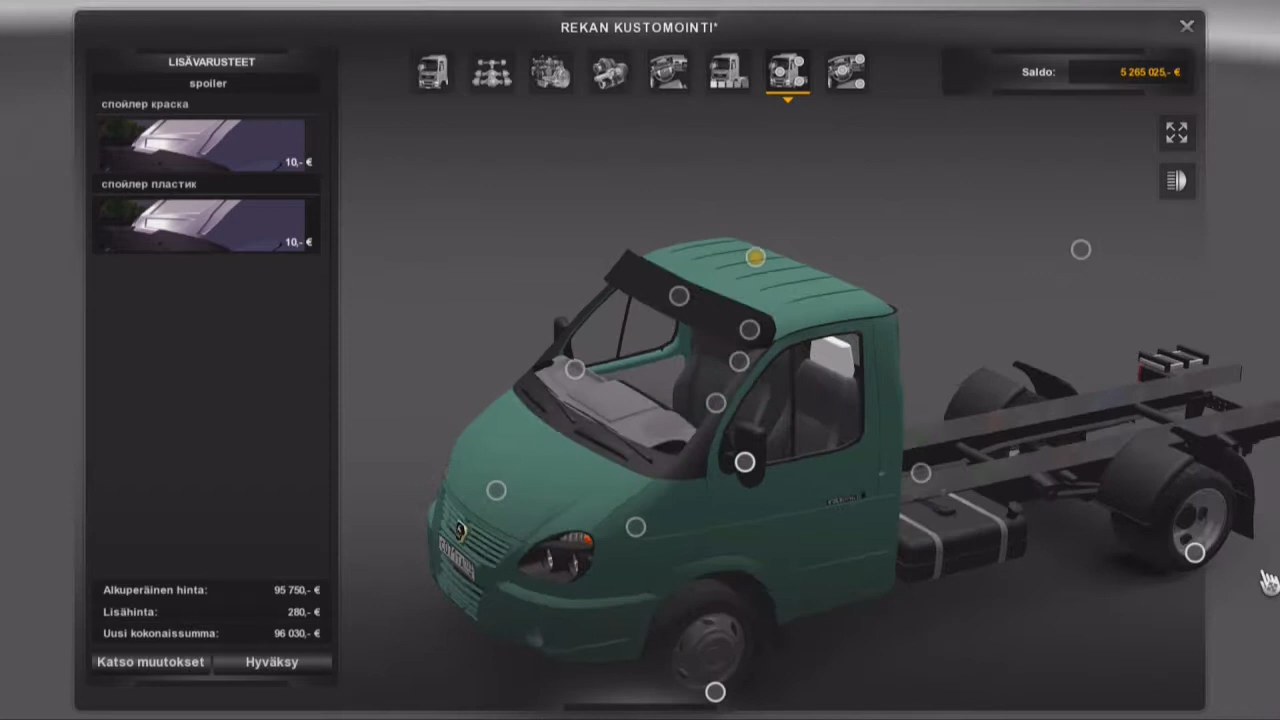 REKAN KUSTOMOINTI*
LISÄVARUSTEET
spoiler
спойлер краска
10,- €
спойлер пластик
10,- €
Saldo: 5 265 025,- €
Alkuperäinen hinta: 95 750,- €
Lisähinta: 280,- €
Uusi kokonaissumma: 96 030,- €
Katso muutokset Hyväksy